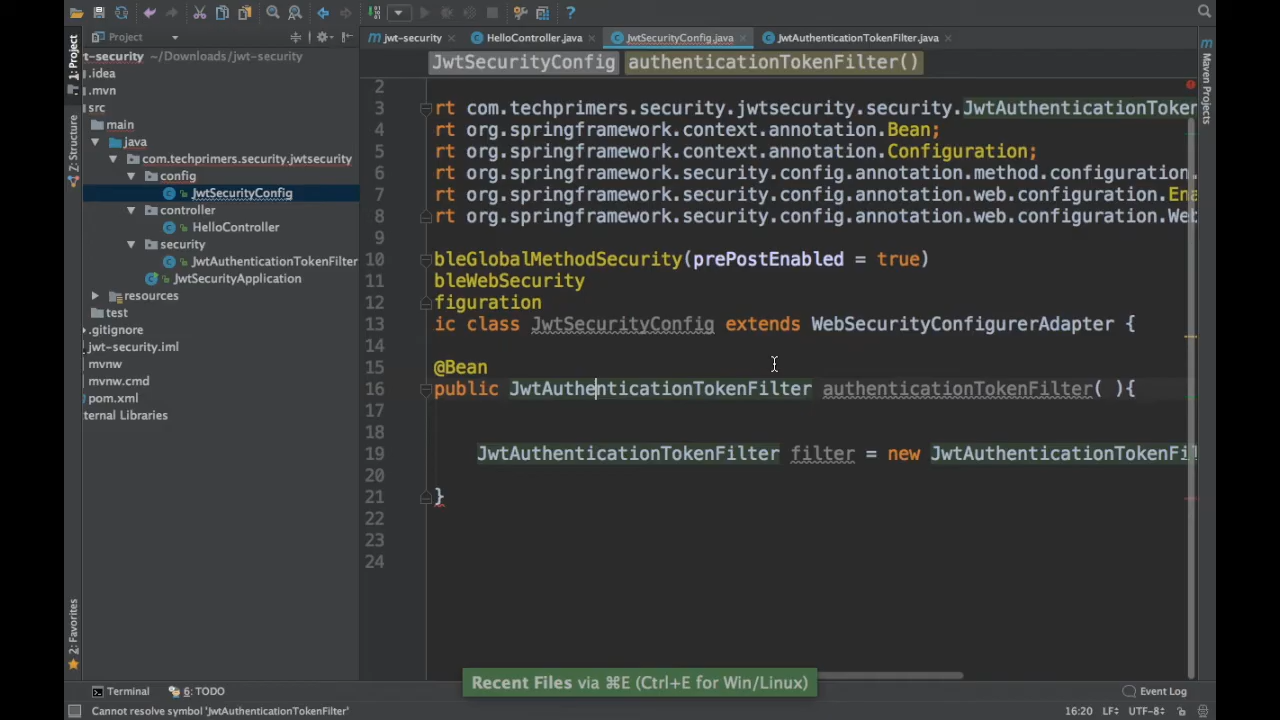 jwt-security
HelloController.java
JwtSecurityConfig.java
JwtAuthenticationTokenFilter.java
1: Project
Project
JwtSecurityConfig
authenticationTokenFilter()
t-security ~/Downloads/jwt-security
.idea
.mvn
src
main
java
com.techprimers.security.jwtsecurity
config
JwtSecurityConfig
controller
HelloController
security
JwtAuthenticationTokenFilter
JwtSecurityApplication
resources
test
.gitignore
jwt-security.iml
mvnw
mvnw.cmd
pom.xml
ternal Libraries
Z: Structure
2: Favorites
Maven Projects
2
3 rt com.techprimers.security.jwtsecurity.security.JwtAuthenticationToken
4 rt org.springframework.context.annotation.Bean;
5 rt org.springframework.context.annotation.Configuration;
6 rt org.springframework.security.config.annotation.method.configuration.
7 rt org.springframework.security.config.annotation.web.configuration.Ena
8 rt org.springframework.security.config.annotation.web.configuration.Web
9
10 bleGlobalMethodSecurity(prePostEnabled = true)
11 bleWebSecurity
12 figuration
13 ic class JwtSecurityConfig extends WebSecurityConfigurerAdapter {
14
15 @Bean
16 public JwtAuthenticationTokenFilter authenticationTokenFilter( ){
17
18
19 JwtAuthenticationTokenFilter filter = new JwtAuthenticationTokenFil
20
21 }
22
23
24
Recent Files via ⌘E (Ctrl+E for Win/Linux)
Terminal
6: TODO
Event Log
Cannot resolve symbol 'JwtAuthenticationTokenFilter'
16:20 LF÷ UTF-8÷